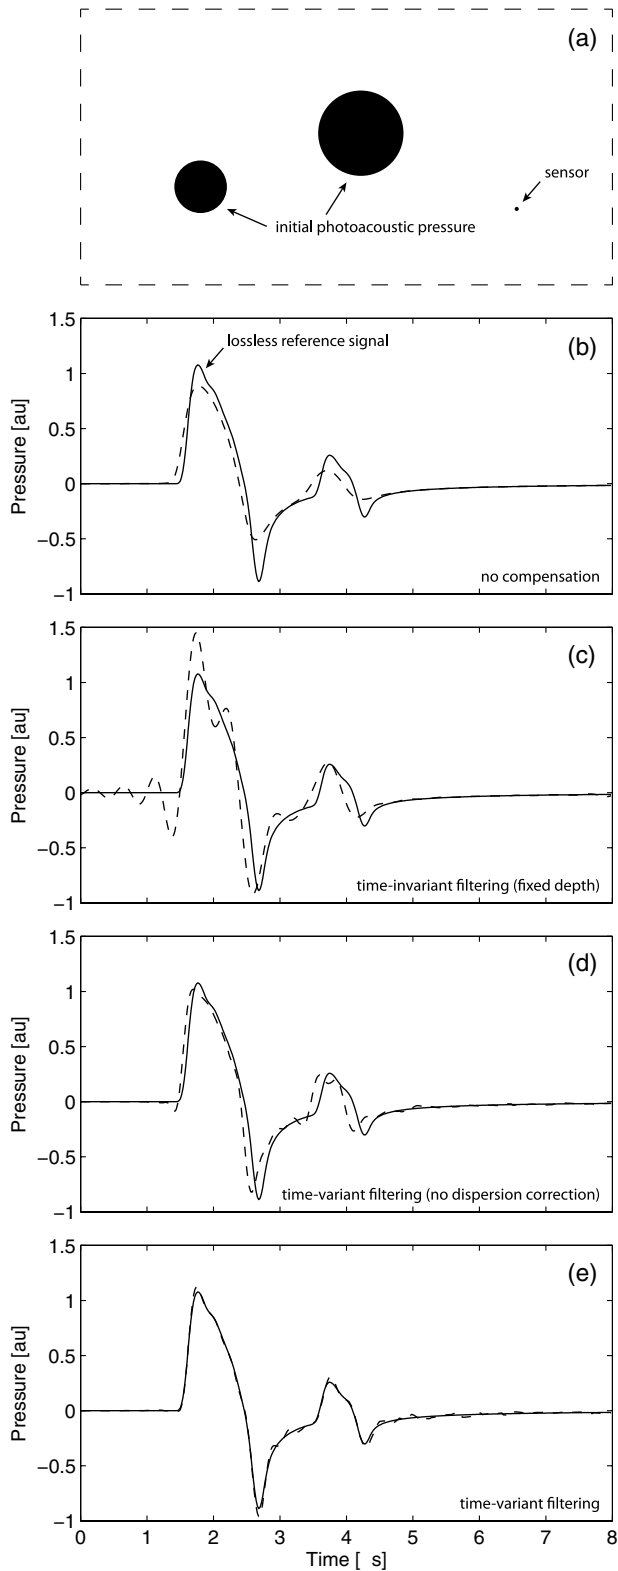 (a)
sensor
initial photoacoustic pressure
1.5
1
0.5
0
−0.5
−1
Pressure [au]
lossless reference signal
(b)
no compensation
1.5
1
0.5
0
−0.5
−1
Pressure [au]
(c)
time-invariant filtering (fixed depth)
1.5
1
0.5
0
−0.5
−1
Pressure [au]
(d)
time-variant filtering (no dispersion correction)
1.5
1
0.5
0
−0.5
−1
Pressure [au]
(e)
time-variant filtering
0 1 2 3 4 5 6 7 8
Time [ s]